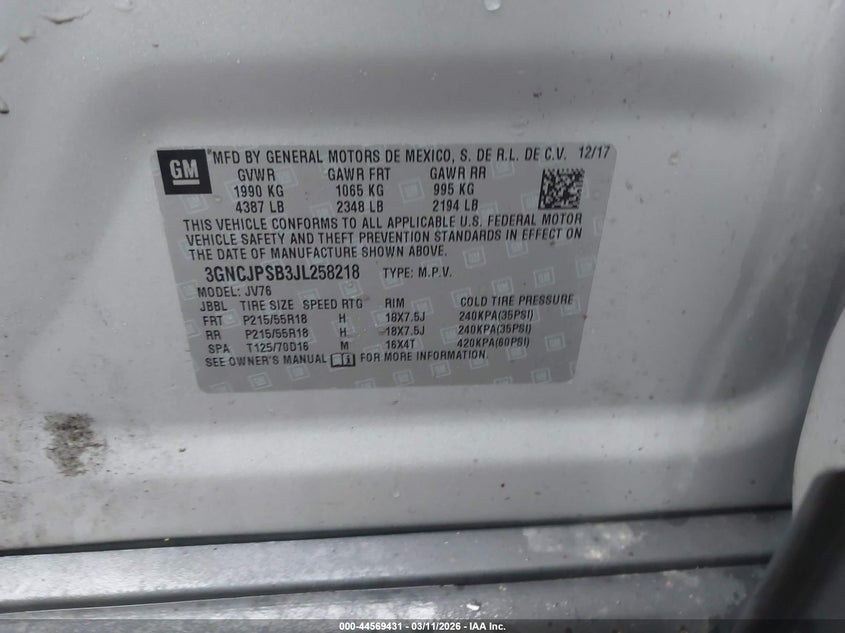 GM
*MFD BY GENERAL MOTORS DE MEXICO, S. DE R.L. DE C.V. 12/17
GVWR GAWR FRT GAWR RR
1990 KG 1065 KG 995 KG
4387 LB 2348 LB 2194 LB
THIS VEHICLE CONFORMS TO ALL APPLICABLE U.S. FEDERAL MOTOR
VEHICLE SAFETY AND THEFT PREVENTION STANDARDS IN EFFECT ON
THE DATE OF MANUFACTURE SHOWN ABOVE.
3GNCJPSB3JL258218 TYPE: M.P.V.
MODEL: JV76
JBBL TIRE SIZE SPEED RTG RIM COLD TIRE PRESSURE
FRT P215/55R18 H 18X7.5J 240KPA(35PSI)
RR P215/55R18 H 18X7.5J 240KPA(35PSI)
SPA T125/70D16 M 16X4T 420KPA(60PSI)
SEE OWNER'S MANUAL FOR MORE INFORMATION.
000-44569431 - 03/11/2026 - IAA Inc.